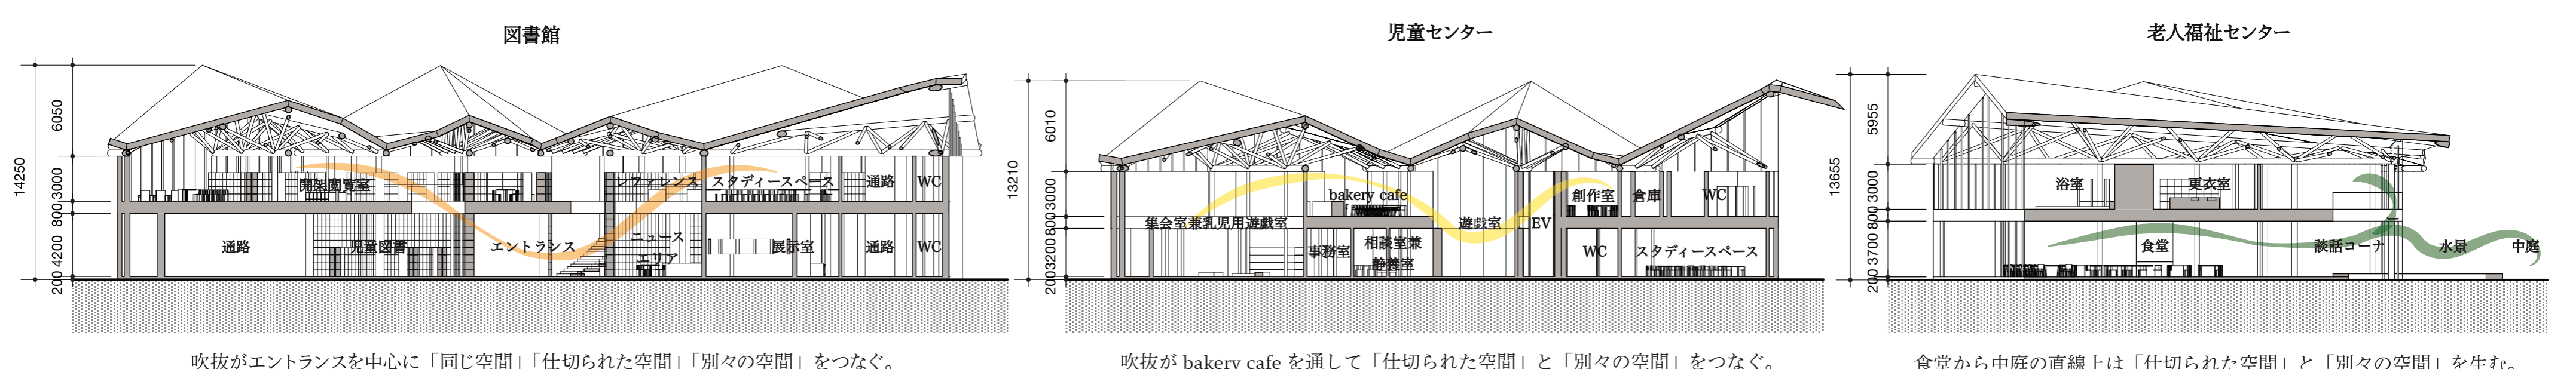 図書館
14250
6050
3000
800
4200
200
開架閲覧室
レファレンス
スタディースペース
通路
WC
通路
児童図書
エントランス
ニュース
エリア
展示室
通路
WC
吹抜がエントランスを中心に「同じ空間」「仕切られた空間」「別々の空間」をつなぐ。
児童センター
13210
6010
3000
800
3200
200
bakery cafe
創作室
倉庫
WC
集会室兼乳児用遊戯室
遊戯室
EV
事務室
相談室兼
静養室
WC
スタディースペース
吹抜が bakery cafe を通して「仕切られた空間」と「別々の空間」をつなぐ。
老人福祉センター
13655
5955
3000
800
3700
200
浴室
更衣室
食堂
談話コーナ
水景
中庭
食堂から中庭の直線上は「仕切られた空間」と「別々の空間」を生む。